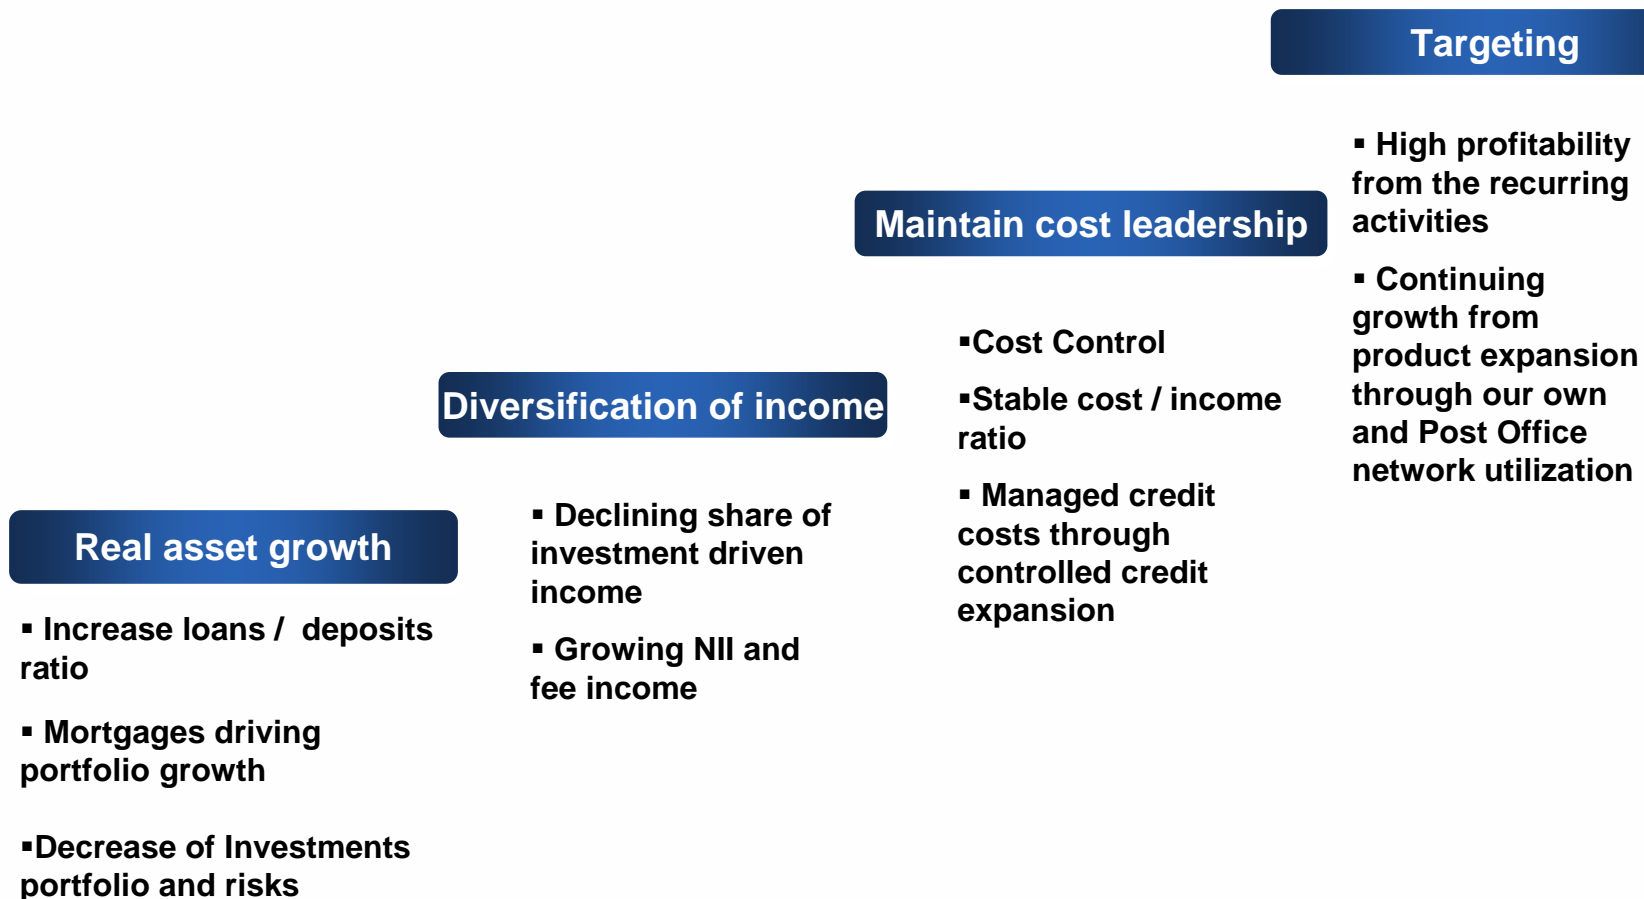 Targeting
▪ High profitability
from the recurring
activities
▪ Continuing
growth from
product expansion
through our own
and Post Office
network utilization
Maintain cost leadership
▪Cost Control
▪Stable cost / income
ratio
▪ Managed credit
costs through
controlled credit
expansion
Diversification of income
▪ Declining share of
investment driven
income
▪ Growing NII and
fee income
Real asset growth
▪ Increase loans /  deposits
ratio
▪ Mortgages driving
portfolio growth
▪Decrease of Investments
portfolio and risks